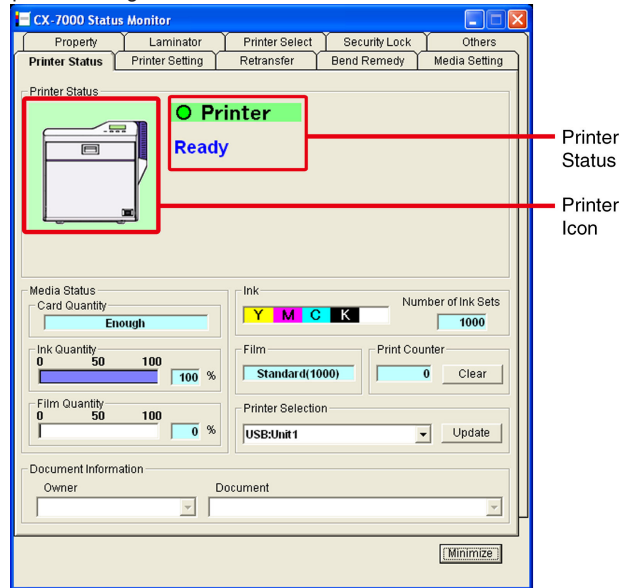 CX-7000 Status Monitor
Property Laminator Printer Select Security Lock Others
Printer Status Printer Setting Retransfer Bend Remedy Media Setting
Printer Status
Printer
Ready
Printer
Status
Printer
Icon
Media Status
Card Quantity
Enough
Ink
Y M C K
Number of Ink Sets
1000
Ink Quantity
0 50 100
100 %
Film
Standard(1000)
Print Counter
0 Clear
Film Quantity
0 50 100
0 %
Printer Selection
USB:Unit1 Update
Document Information
Owner Document
Minimize